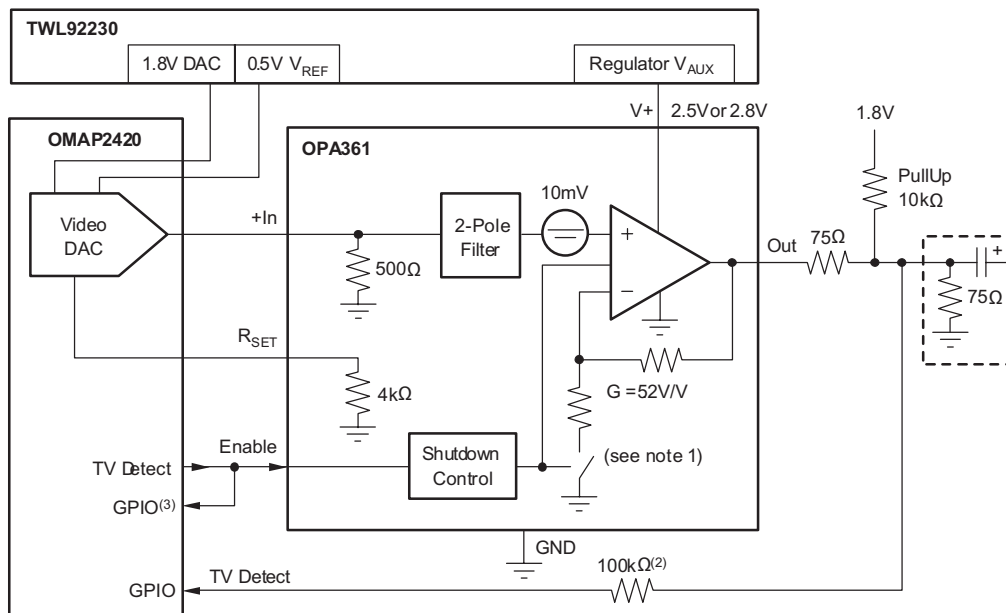 TWL92230
1.8V DAC
0.5V VREF
Regulator VAUX
V+
2.5V or 2.8V
OMAP2420
OPA361
1.8V
PullUp
10kΩ
Video
DAC
+In
2-Pole
Filter
10mV
+
−
500Ω
Out
75Ω
+
75Ω
RSET
4kΩ
G =52V/V
Enable
Shutdown
Control
(see note 1)
TV Detect
GPIO(3)
GND
100kΩ(2)
GPIO
TV Detect